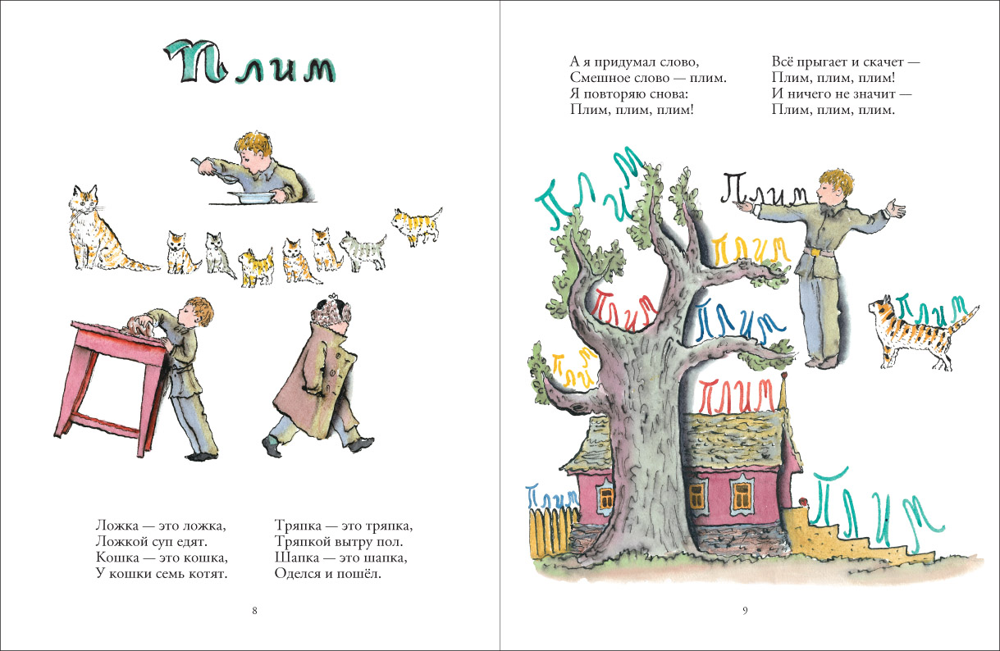 Плим
Ложка — это ложка,
Ложкой суп едят.
Кошка — это кошка,
У кошки семь котят.
Тряпка — это тряпка,
Тряпкой вытру пол.
Шапка — это шапка,
Оделся и пошёл.
8
А я придумал слово,
Смешное слово — плим.
Я повторяю снова:
Плим, плим, плим!
Всё прыгает и скачет —
Плим, плим, плим!
И ничего не значит —
Плим, плим, плим.
Плим
Плим
Плим
Плим
Плим
Плим
Плим
Плим
Плим
Плим
9